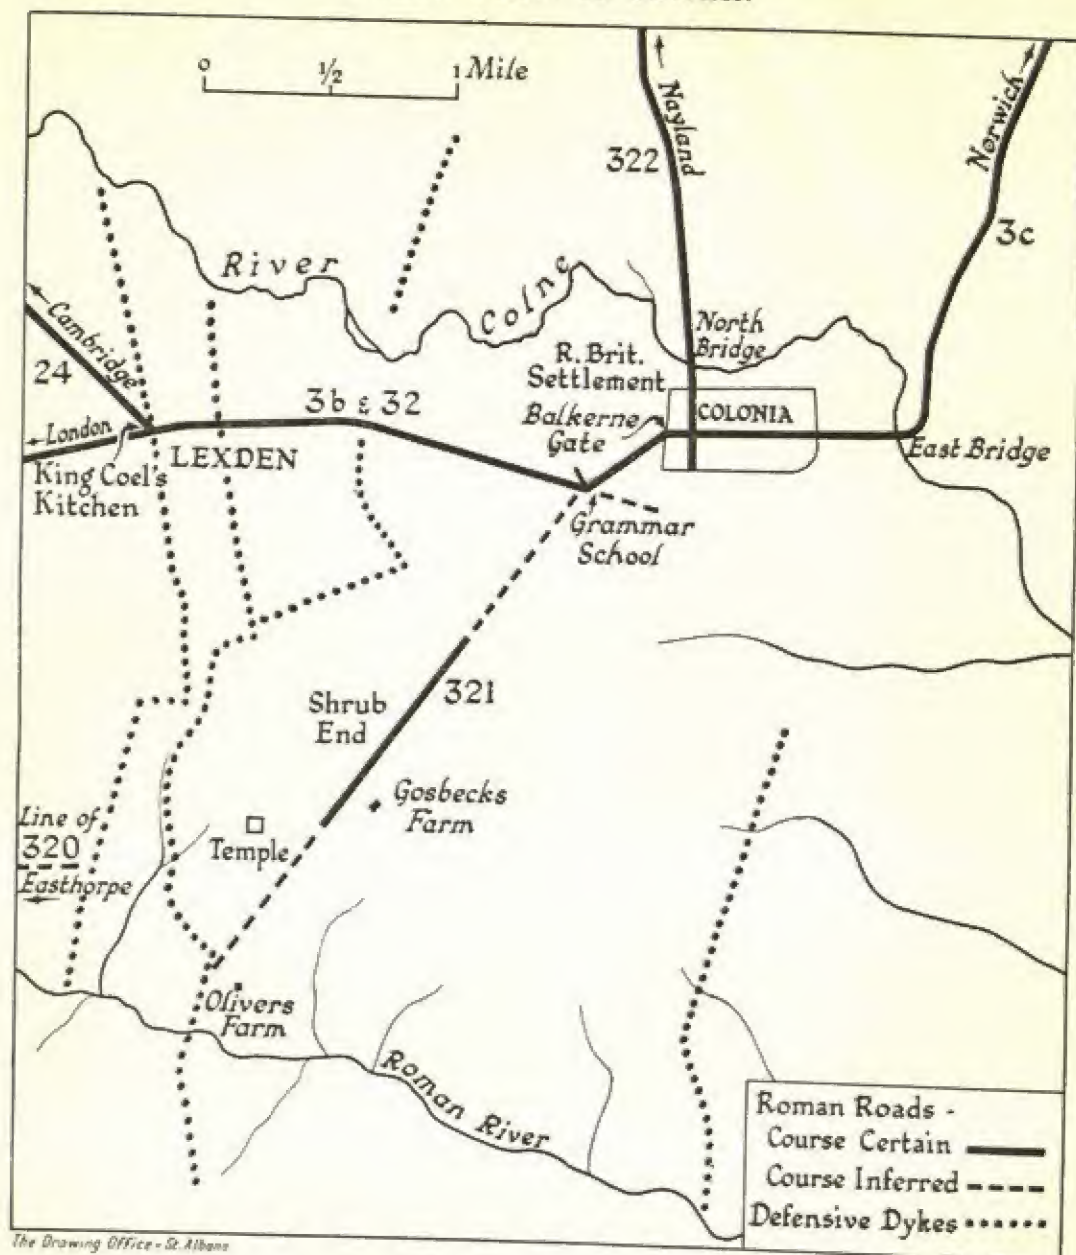 0 ½ 1 Mile
Nayland
322
Norwich
3c
River Colne
Cambridge
24
London
King Coel's
Kitchen
LEXDEN
3b & 32
R. Brit.
Settlement
Balkerne
Gate
North
Bridge
COLONIA
East Bridge
Grammar
School
321
Shrub
End
Gosbecks
Farm
Temple
Line of
320
Easthorpe
Olivers
Farm
Roman River
Roman Roads -
Course Certain
Course Inferred
Defensive Dykes
The Drawing Office - St. Albans